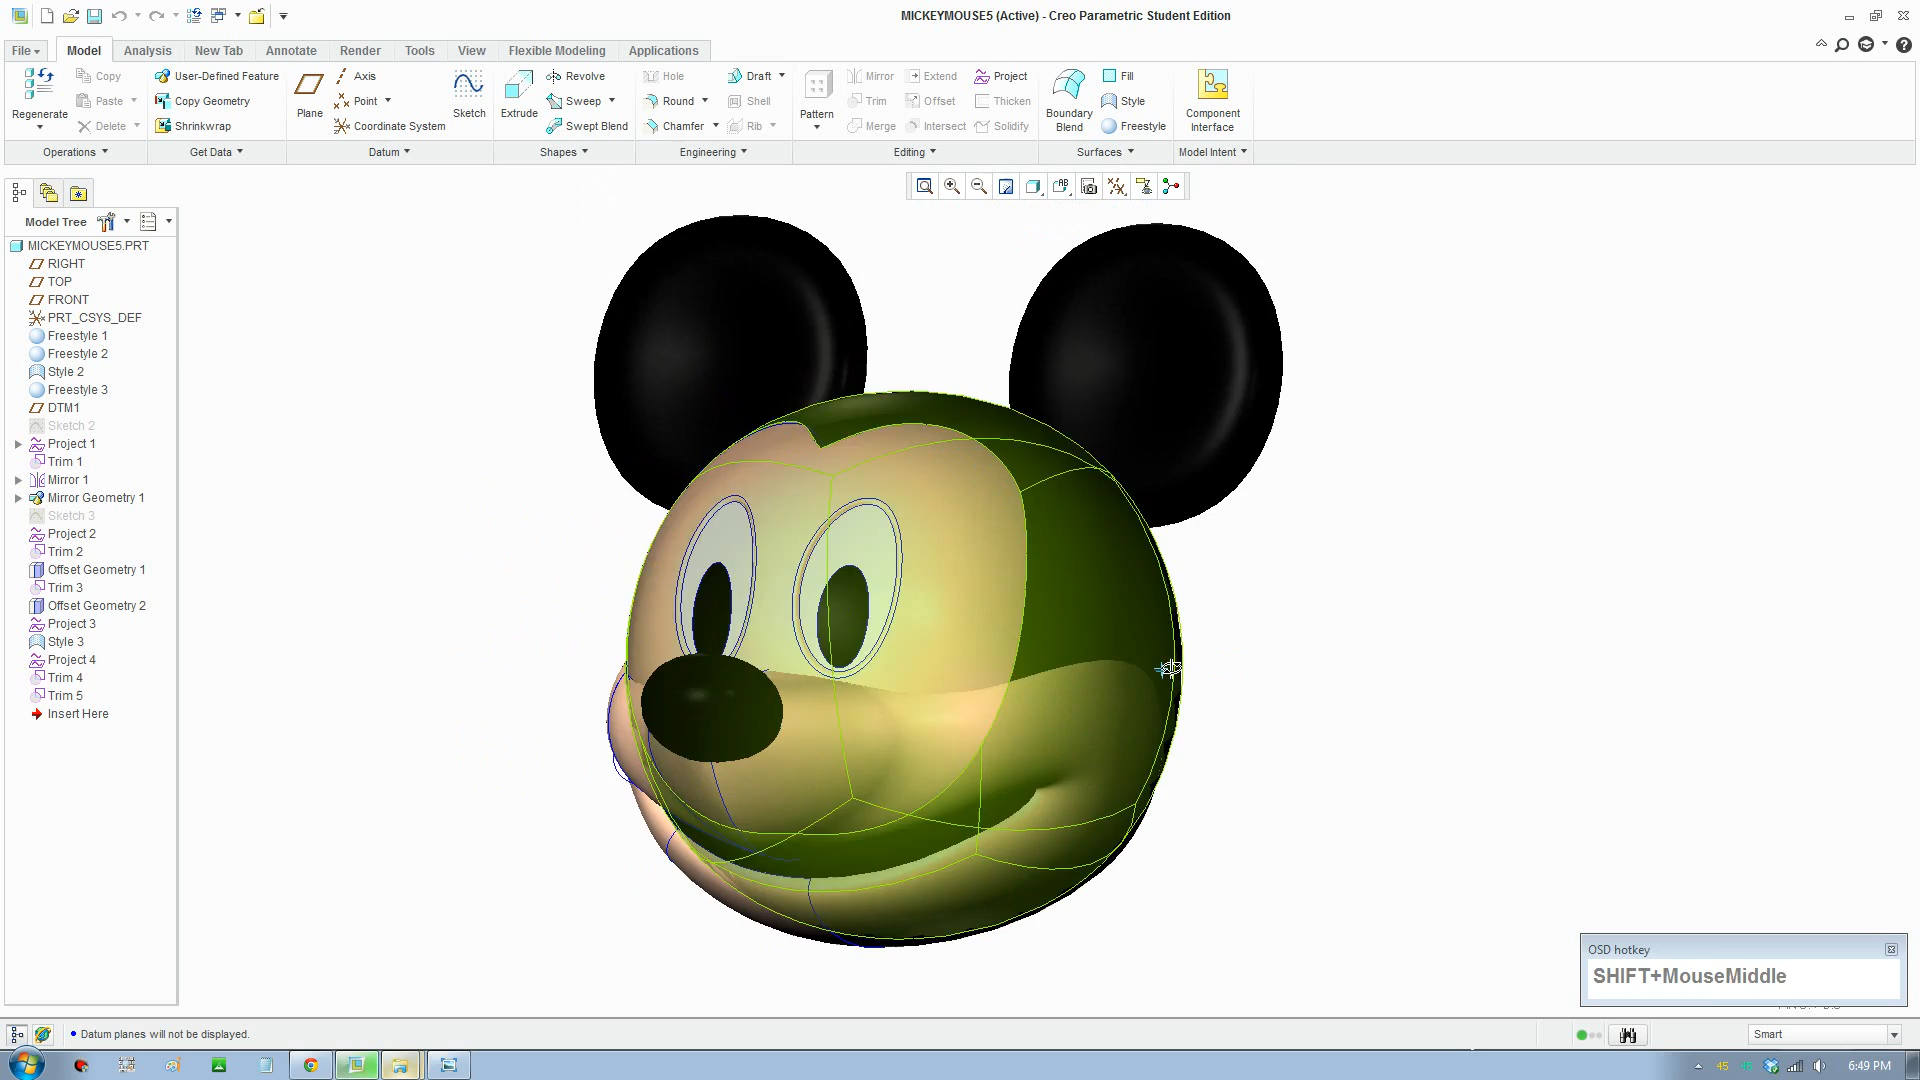 MICKEYMOUSE5 (Active) - Creo Parametric Student Edition
File
Model
Analysis
New Tab
Annotate
Render
Tools
View
Flexible Modeling
Applications
Regenerate
Copy
Paste
Delete
User-Defined Feature
Copy Geometry
Shrinkwrap
Plane
Axis
Point
Coordinate System
Sketch
Extrude
Revolve
Sweep
Swept Blend
Hole
Round
Chamfer
Draft
Shell
Rib
Pattern
Mirror
Trim
Merge
Extend
Offset
Intersect
Project
Thicken
Solidify
Boundary
Blend
Fill
Style
Freestyle
Component
Interface
Operations
Get Data
Datum
Shapes
Engineering
Editing
Surfaces
Model Intent
Model Tree
MICKEYMOUSE5.PRT
RIGHT
TOP
FRONT
PRT_CSYS_DEF
Freestyle 1
Freestyle 2
Style 2
Freestyle 3
DTM1
Sketch 2
Project 1
Trim 1
Mirror 1
Mirror Geometry 1
Sketch 3
Project 2
Trim 2
Offset Geometry 1
Trim 3
Offset Geometry 2
Project 3
Style 3
Project 4
Trim 4
Trim 5
Insert Here
OSD hotkey
SHIFT+MouseMiddle
Datum planes will not be displayed.
Smart
45
6:49 PM